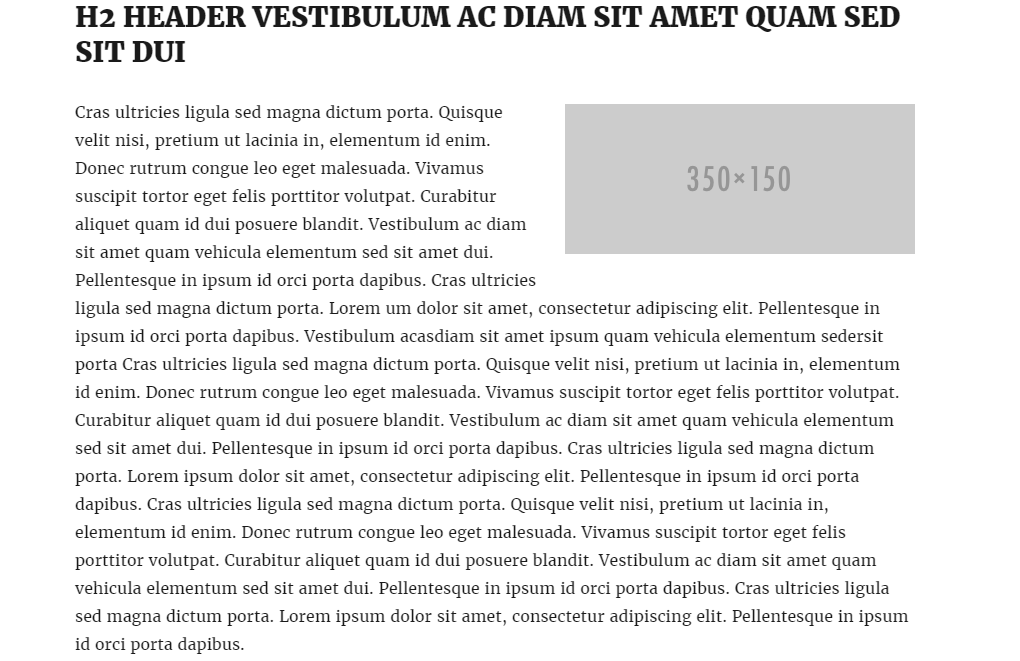 H2 HEADER VESTIBULUM AC DIAM SIT AMET QUAM SED
SIT DUI
Cras ultricies ligula sed magna dictum porta. Quisque
velit nisi, pretium ut lacinia in, elementum id enim.
Donec rutrum congue leo eget malesuada. Vivamus
suscipit tortor eget felis porttitor volutpat. Curabitur
aliquet quam id dui posuere blandit. Vestibulum ac diam
sit amet quam vehicula elementum sed sit amet dui.
Pellentesque in ipsum id orci porta dapibus. Cras ultricies
350×150
ligula sed magna dictum porta. Lorem um dolor sit amet, consectetur adipiscing elit. Pellentesque in
ipsum id orci porta dapibus. Vestibulum acasdiam sit amet ipsum quam vehicula elementum sedersit
porta Cras ultricies ligula sed magna dictum porta. Quisque velit nisi, pretium ut lacinia in, elementum
id enim. Donec rutrum congue leo eget malesuada. Vivamus suscipit tortor eget felis porttitor volutpat.
Curabitur aliquet quam id dui posuere blandit. Vestibulum ac diam sit amet quam vehicula elementum
sed sit amet dui. Pellentesque in ipsum id orci porta dapibus. Cras ultricies ligula sed magna dictum
porta. Lorem ipsum dolor sit amet, consectetur adipiscing elit. Pellentesque in ipsum id orci porta
dapibus. Cras ultricies ligula sed magna dictum porta. Quisque velit nisi, pretium ut lacinia in,
elementum id enim. Donec rutrum congue leo eget malesuada. Vivamus suscipit tortor eget felis
porttitor volutpat. Curabitur aliquet quam id dui posuere blandit. Vestibulum ac diam sit amet quam
vehicula elementum sed sit amet dui. Pellentesque in ipsum id orci porta dapibus. Cras ultricies ligula
sed magna dictum porta. Lorem ipsum dolor sit amet, consectetur adipiscing elit. Pellentesque in ipsum
id orci porta dapibus.